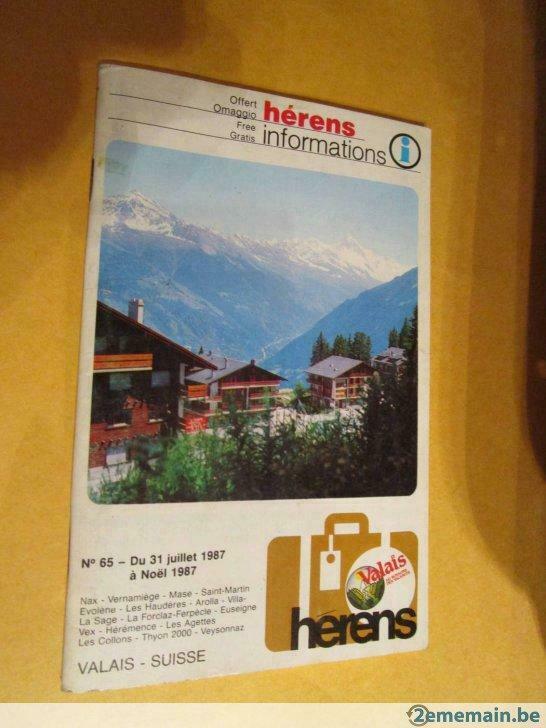 Offert
Omaggio
Free
Gratis
hérens
informations
i
N° 65 – Du 31 juillet 1987
à Noël 1987
Nax - Vernamiège - Mase - Saint-Martin
Evolène - Les Haudères - Arolla - Villa-
La Sage - La Forclaz-Ferpècle - Euseigne
Vex - Hérémence - Les Agettes
Les Collons - Thyon 2000 - Veysonnaz
VALAIS - SUISSE
Valais
hérens
2ememain.be